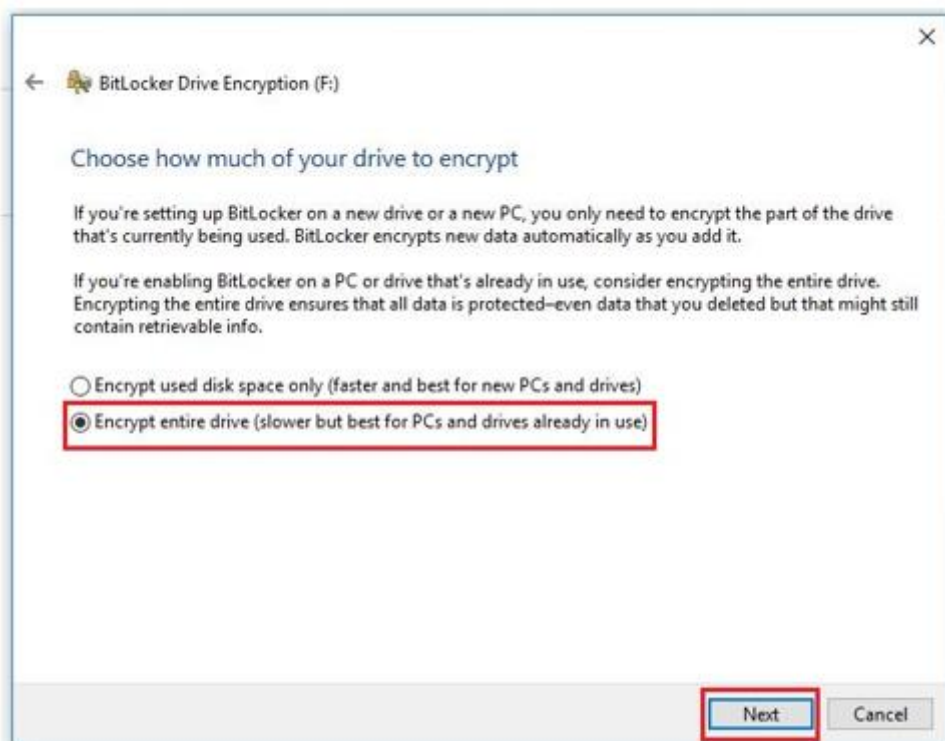 BitLocker Drive Encryption (F:)
Choose how much of your drive to encrypt
If you're setting up BitLocker on a new drive or a new PC, you only need to encrypt the part of the drive
that's currently being used. BitLocker encrypts new data automatically as you add it.
If you're enabling BitLocker on a PC or drive that's already in use, consider encrypting the entire drive.
Encrypting the entire drive ensures that all data is protected–even data that you deleted but that might still
contain retrievable info.
Encrypt used disk space only (faster and best for new PCs and drives)
Encrypt entire drive (slower but best for PCs and drives already in use)
Next
Cancel